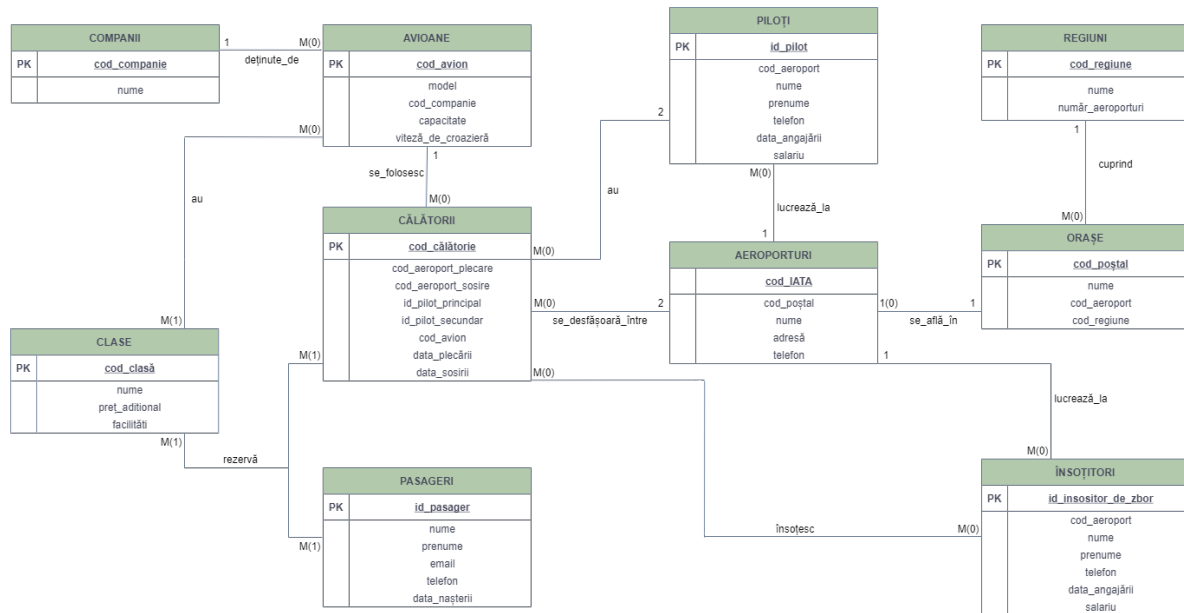 COMPANII
PK cod_companie
nume
1
M(0)
deținute_de
AVIOANE
PK cod_avion
model
cod_companie
capacitate
viteză_de_croazieră
PILOȚI
PK id_pilot
cod_aeroport
nume
prenume
telefon
data_angajării
salariu
REGIUNI
PK cod_regiune
nume
număr_aeroporturi
M(0)
au
M(1)
1
se_folosesc
M(0)
2
au
M(0)
M(0)
lucrează_la
1
1
cuprind
M(0)
CĂLĂTORII
PK cod_călătorie
cod_aeroport_plecare
cod_aeroport_sosire
id_pilot_principal
id_pilot_secundar
cod_avion
data_plecării
data_sosirii
AEROPORTURI
cod_IATA
cod_poștal
nume
adresă
telefon
ORAȘE
PK cod_poștal
nume
cod_aeroport
cod_regiune
M(0)
2
se_desfășoară_între
1(0)
1
se_află_în
CLASE
PK cod_clasă
nume
preț_aditional
facilităti
M(1)
M(1)
rezervă
M(1)
M(0)
însoțesc
M(0)
1
lucrează_la
M(0)
PASAGERI
PK id_pasager
nume
prenume
email
telefon
data_nașterii
ÎNSOȚITORI
PK id_insositor_de_zbor
cod_aeroport
nume
prenume
telefon
data_angajării
salariu